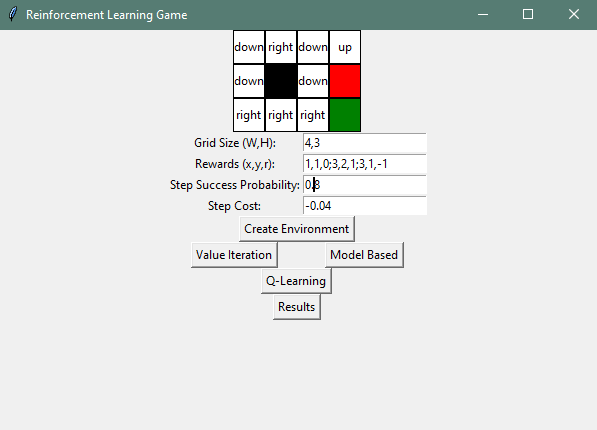 Reinforcement Learning Game
down right down up
down down
right right right
Grid Size (W,H): 4,3
Rewards (x,y,r): 1,1,0;3,2,1;3,1,-1
Step Success Probability: 0.8
Step Cost: -0.04
Create Environment
Value Iteration Model Based
Q-Learning
Results